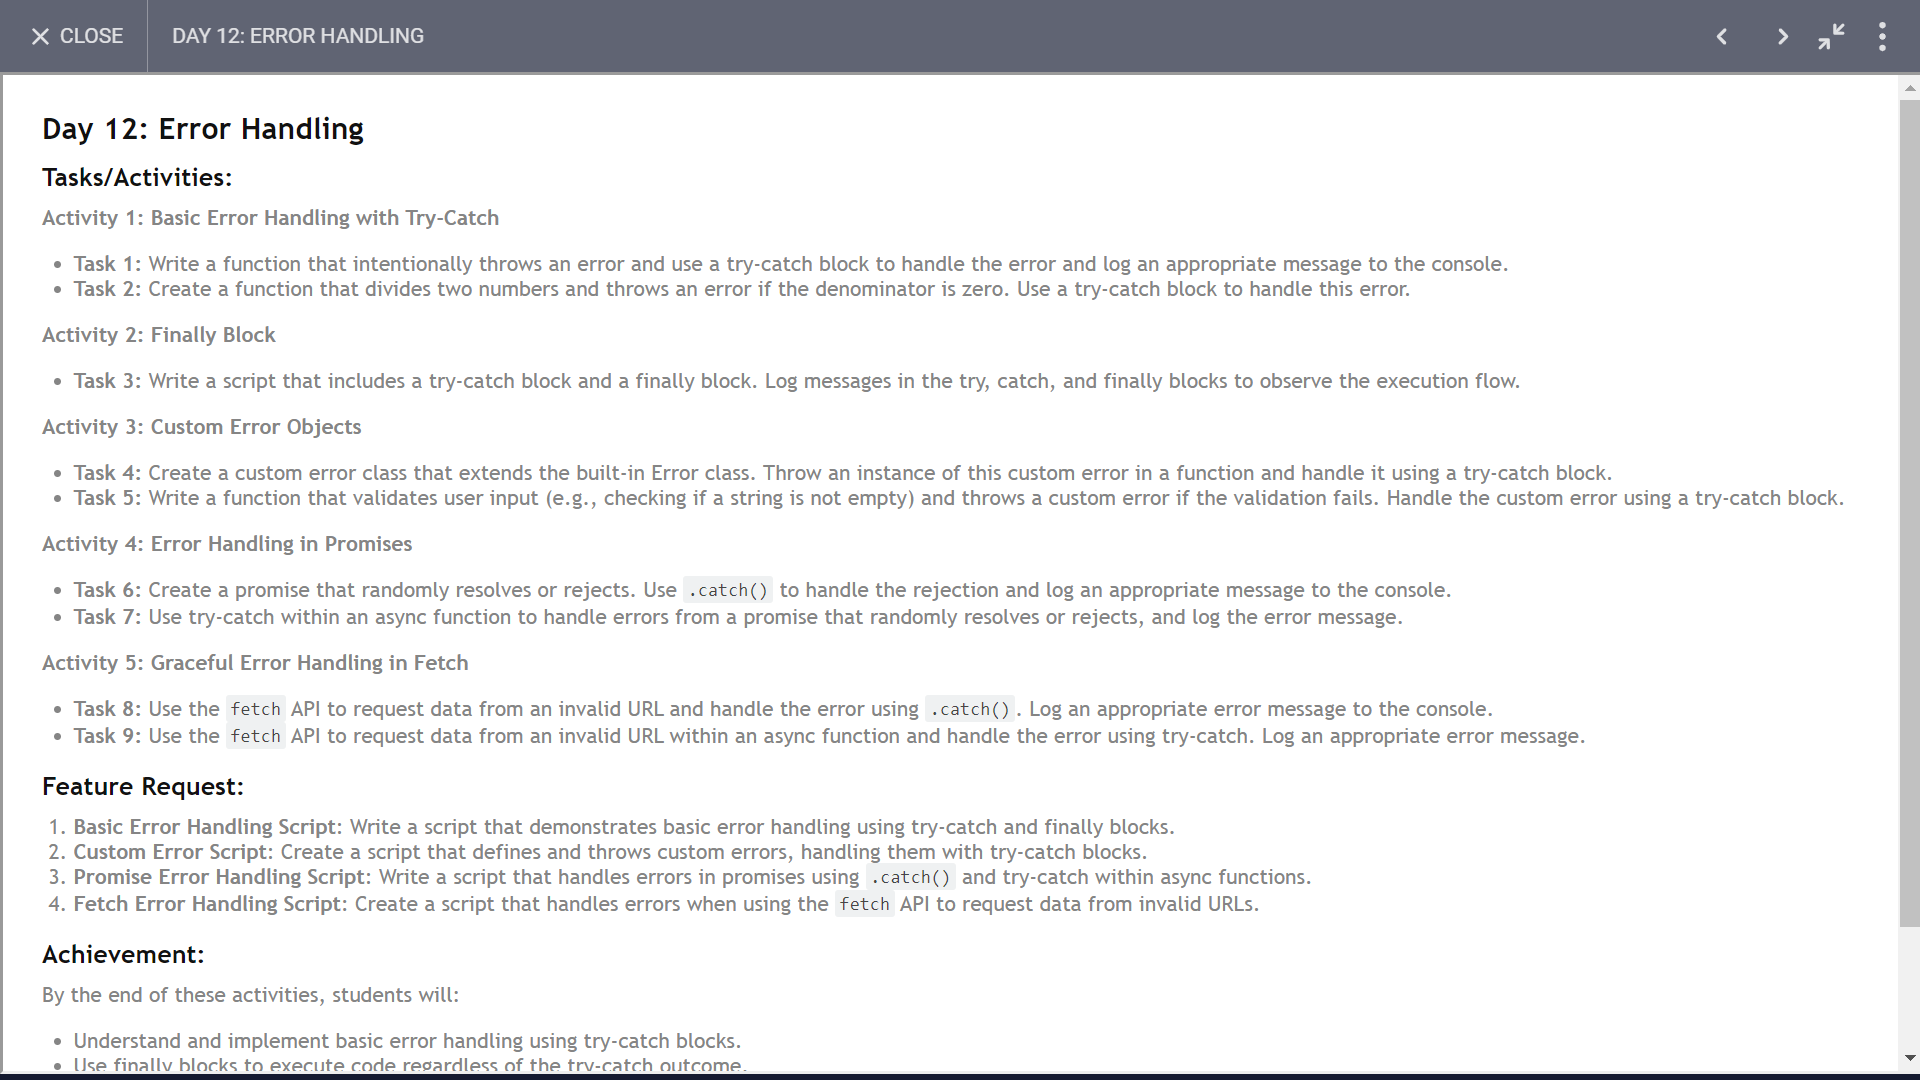 CLOSE
DAY 12: ERROR HANDLING
Day 12: Error Handling
Tasks/Activities:
Activity 1: Basic Error Handling with Try-Catch
• Task 1: Write a function that intentionally throws an error and use a try-catch block to handle the error and log an appropriate message to the console.
• Task 2: Create a function that divides two numbers and throws an error if the denominator is zero. Use a try-catch block to handle this error.
Activity 2: Finally Block
• Task 3: Write a script that includes a try-catch block and a finally block. Log messages in the try, catch, and finally blocks to observe the execution flow.
Activity 3: Custom Error Objects
• Task 4: Create a custom error class that extends the built-in Error class. Throw an instance of this custom error in a function and handle it using a try-catch block.
• Task 5: Write a function that validates user input (e.g., checking if a string is not empty) and throws a custom error if the validation fails. Handle the custom error using a try-catch block.
Activity 4: Error Handling in Promises
• Task 6: Create a promise that randomly resolves or rejects. Use .catch() to handle the rejection and log an appropriate message to the console.
• Task 7: Use try-catch within an async function to handle errors from a promise that randomly resolves or rejects, and log the error message.
Activity 5: Graceful Error Handling in Fetch
• Task 8: Use the fetch API to request data from an invalid URL and handle the error using .catch(). Log an appropriate error message to the console.
• Task 9: Use the fetch API to request data from an invalid URL within an async function and handle the error using try-catch. Log an appropriate error message.
Feature Request:
1. Basic Error Handling Script: Write a script that demonstrates basic error handling using try-catch and finally blocks.
2. Custom Error Script: Create a script that defines and throws custom errors, handling them with try-catch blocks.
3. Promise Error Handling Script: Write a script that handles errors in promises using .catch() and try-catch within async functions.
4. Fetch Error Handling Script: Create a script that handles errors when using the fetch API to request data from invalid URLs.
Achievement:
By the end of these activities, students will:
• Understand and implement basic error handling using try-catch blocks.
• Use finally blocks to execute code regardless of the try-catch outcome.